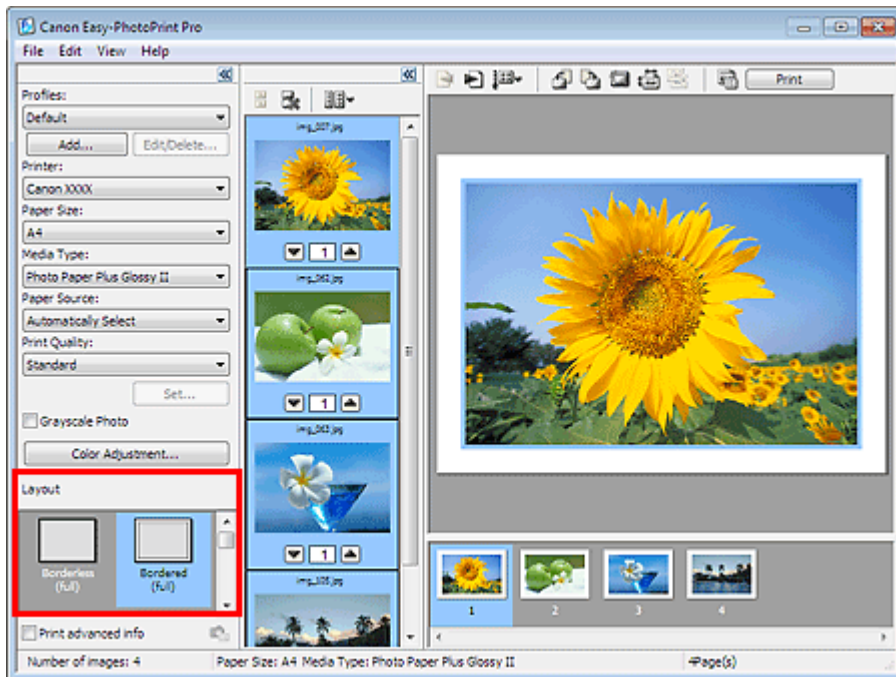 Canon Easy-PhotoPrint Pro
File Edit View Help
Profiles:
Default
Add... Edit/Delete...
Printer:
Canon XXXX
Paper Size:
A4
Media Type:
Photo Paper Plus Glossy II
Paper Source:
Automatically Select
Print Quality:
Standard
Set...
Grayscale Photo
Color Adjustment...
Layout
Borderless
(full)
Bordered
(full)
Print advanced info
img_007.jpg
1
img_062.jpg
1
img_063.jpg
1
img_105.jpg
Print
1 2 3 4
Number of images: 4 Paper Size: A4 Media Type: Photo Paper Plus Glossy II 4Page(s)